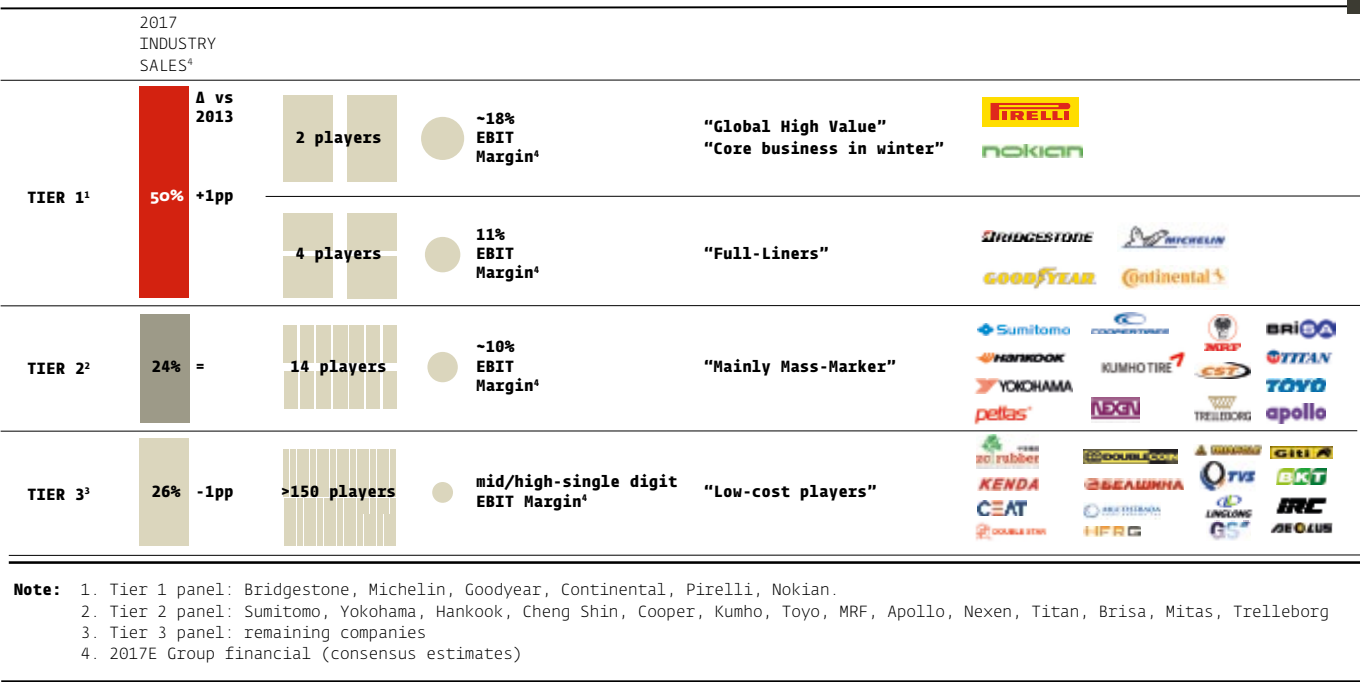 2017
INDUSTRY
SALES⁴
Δ vs
2013
TIER 1¹
50%
+1pp
2 players
~18%
EBIT
Margin⁴
“Global High Value”
“Core business in winter”
PIRELLI
nokian
4 players
11%
EBIT
Margin⁴
“Full-Liners”
BRIDGESTONE
MICHELIN
GOODYEAR
Continental
TIER 2²
24%
=
14 players
~10%
EBIT
Margin⁴
“Mainly Mass-Marker”
Sumitomo
COOPERTIRES
MRF
BRiSA
HANKOOK
KUMHO TIRE
CST
TITAN
YOKOHAMA
NEXEN
TRELLEBORG
TOYO
petlas
apollo
TIER 3³
26%
-1pp
>150 players
mid/high-single digit
EBIT Margin⁴
“Low-cost players”
zc rubber
DOUBLE COIN
TRIANGLE
GiTi
KENDA
БЕЛШИНА
TVS
BKT
CEAT
LINGLONG
IRC
DOUBLE STAR
HFRG
GS
AEOLUS
Note: 1. Tier 1 panel: Bridgestone, Michelin, Goodyear, Continental, Pirelli, Nokian.
2. Tier 2 panel: Sumitomo, Yokohama, Hankook, Cheng Shin, Cooper, Kumho, Toyo, MRF, Apollo, Nexen, Titan, Brisa, Mitas, Trelleborg
3. Tier 3 panel: remaining companies
4. 2017E Group financial (consensus estimates)